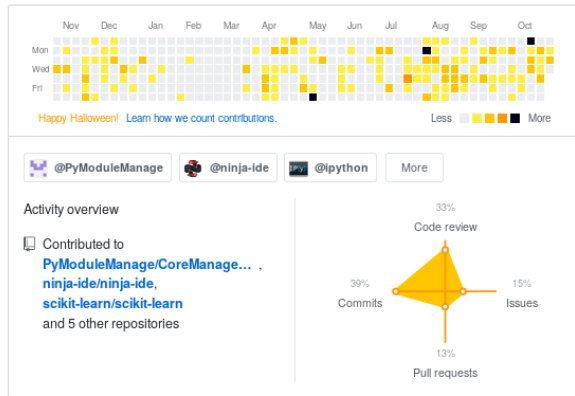 Nov Dec Jan Feb Mar Apr May Jun Jul Aug Sep Oct
Mon
Wed
Fri
Happy Halloween! Learn how we count contributions. Less More
@PyModuleManage @ninja-ide @ipython More
Activity overview
Contributed to
PyModuleManage/CoreManage… ,
ninja-ide/ninja-ide,
scikit-learn/scikit-learn
and 5 other repositories
33%
Code review
39% 15%
Commits Issues
13%
Pull requests